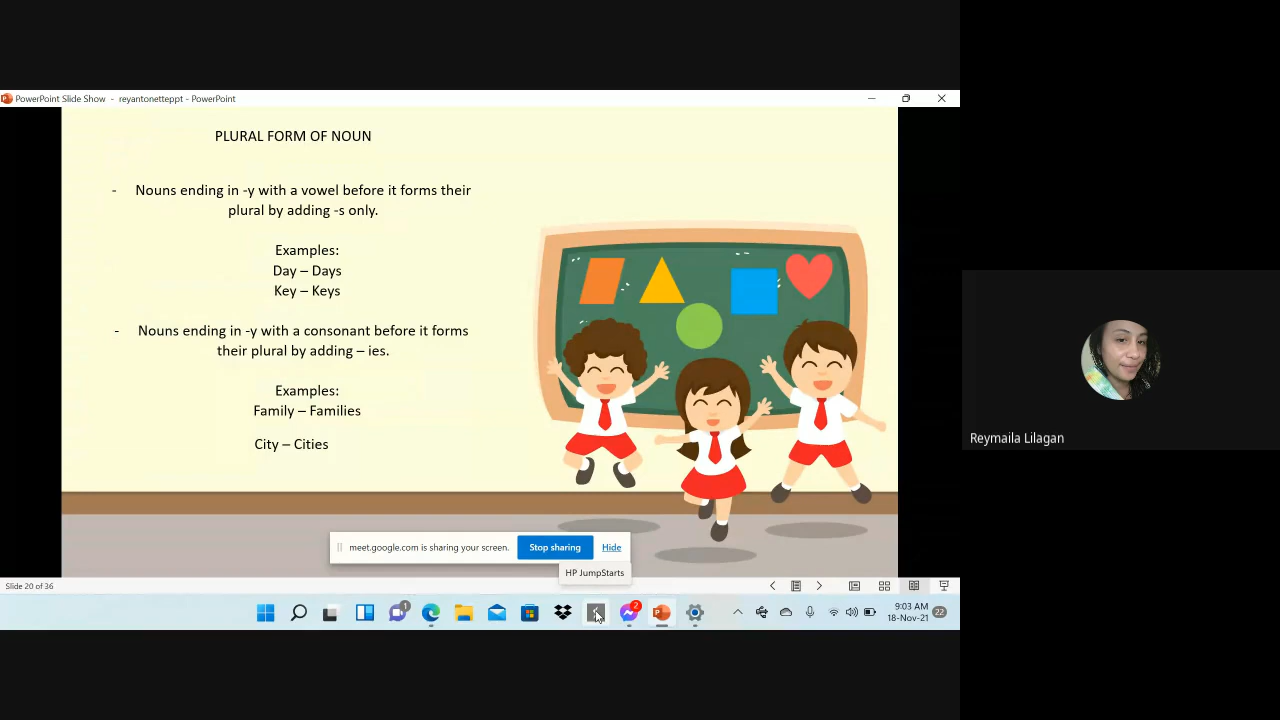 PowerPoint Slide Show - reyantonetteppt - PowerPoint
PLURAL FORM OF NOUN
- Nouns ending in -y with a vowel before it forms their
plural by adding -s only.
Examples:
Day – Days
Key – Keys
- Nouns ending in -y with a consonant before it forms
their plural by adding – ies.
Examples:
Family – Families
City – Cities
Reymaila Lilagan
meet.google.com is sharing your screen.
Stop sharing
Hide
HP JumpStarts
Slide 20 of 36
1
2
9:03 AM
18-Nov-21
22